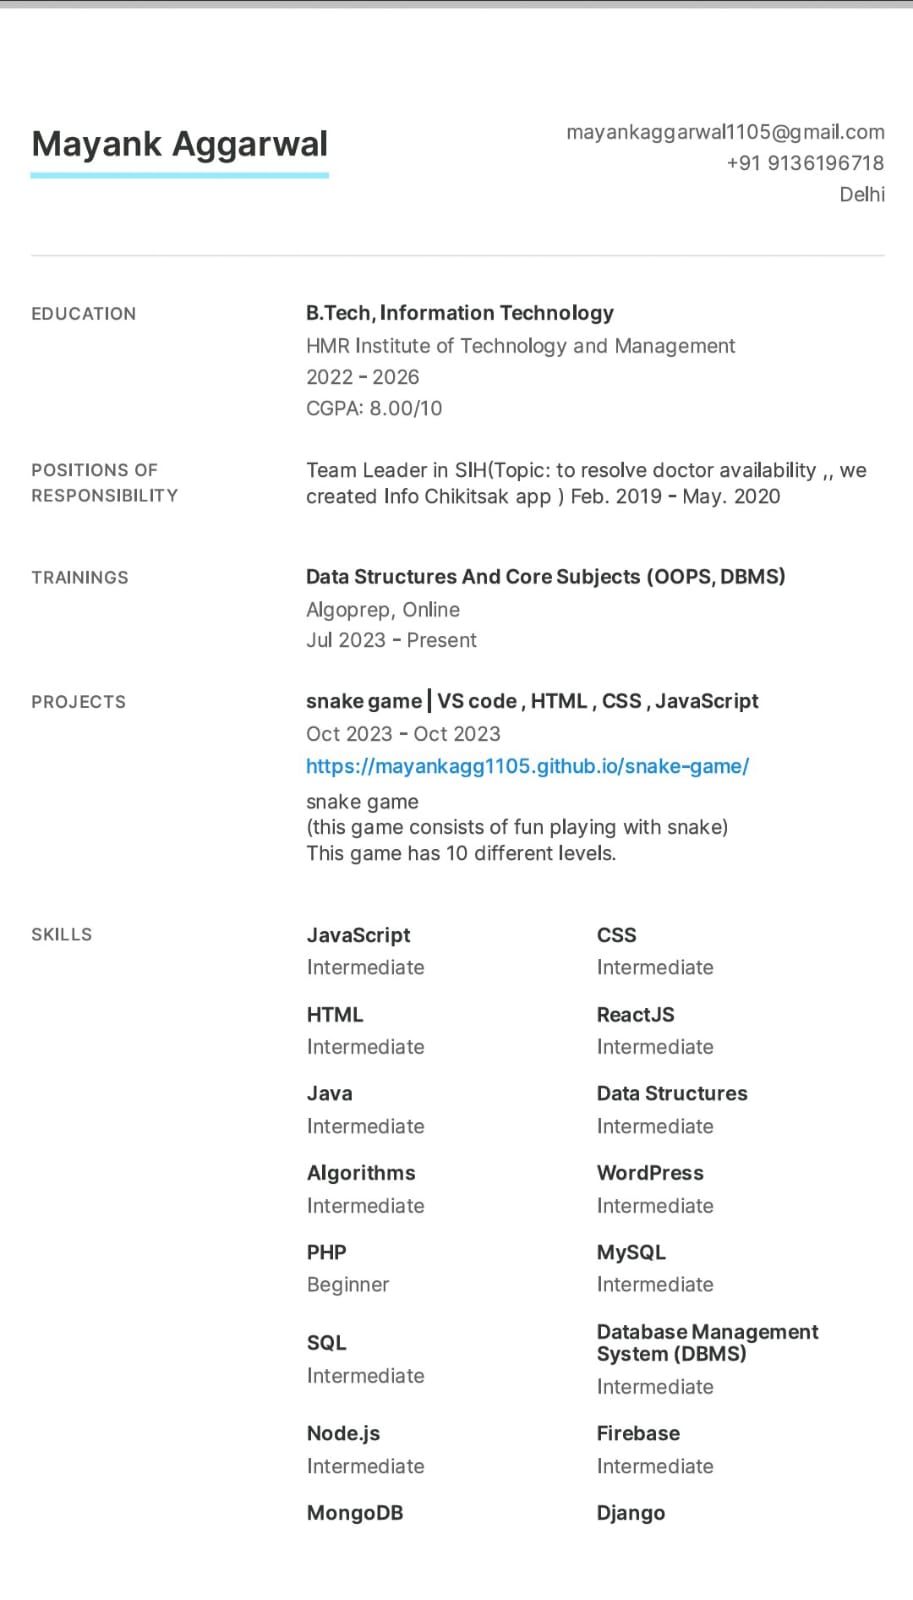 Mayank Aggarwal
mayankaggarwal1105@gmail.com
+91 9136196718
Delhi
EDUCATION
B.Tech, Information Technology
HMR Institute of Technology and Management
2022 - 2026
CGPA: 8.00/10
POSITIONS OF
RESPONSIBILITY
Team Leader in SIH(Topic: to resolve doctor availability ,, we
created Info Chikitsak app ) Feb. 2019 - May. 2020
TRAININGS
Data Structures And Core Subjects (OOPS, DBMS)
Algoprep, Online
Jul 2023 - Present
PROJECTS
snake game | VS code , HTML , CSS , JavaScript
Oct 2023 - Oct 2023
https://mayankagg1105.github.io/snake-game/
snake game
(this game consists of fun playing with snake)
This game has 10 different levels.
SKILLS
JavaScript
Intermediate
CSS
Intermediate
HTML
Intermediate
ReactJS
Intermediate
Java
Intermediate
Data Structures
Intermediate
Algorithms
Intermediate
WordPress
Intermediate
PHP
Beginner
MySQL
Intermediate
SQL
Intermediate
Database Management
System (DBMS)
Intermediate
Node.js
Intermediate
Firebase
Intermediate
MongoDB
Django